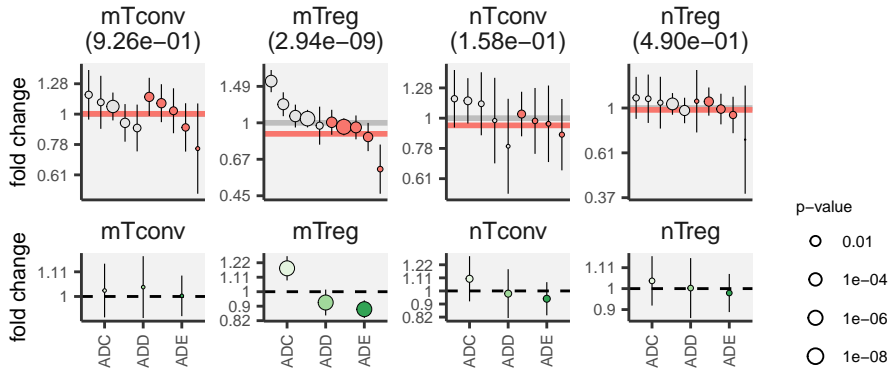 mTconv
(9.26e−01)
mTreg
(2.94e−09)
nTconv
(1.58e−01)
nTreg
(4.90e−01)
fold change
1.28
1
0.78
0.61
1.49
1
0.67
0.45
1.28
1
0.78
0.61
1
0.61
0.37
mTconv
mTreg
nTconv
nTreg
fold change
1.11
1
1.22
1.11
1
0.9
0.82
1.22
1.11
1
0.9
0.82
1.11
1
0.9
ADC
ADD
ADE
ADC
ADD
ADE
ADC
ADD
ADE
ADC
ADD
ADE
p−value
0.01
1e−04
1e−06
1e−08